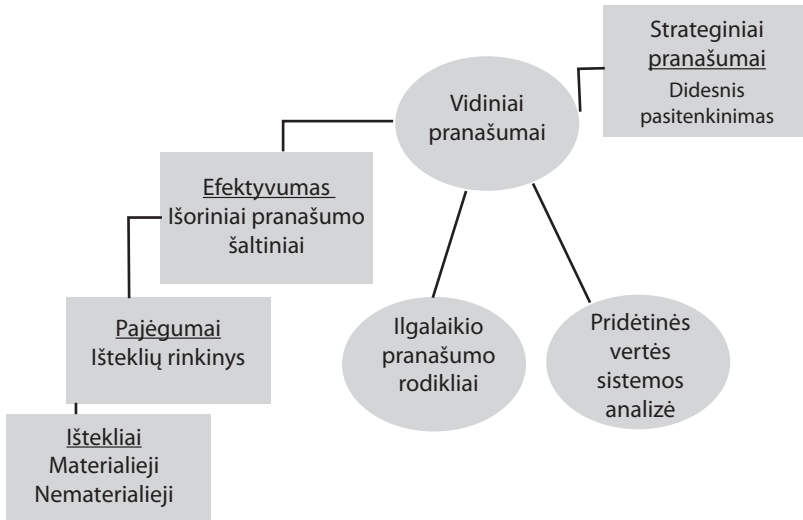 Strateginiai
pranašumai
Didesnis
pasitenkinimas
Vidiniai
pranašumai
Efektyvumas
Išoriniai pranašumo
šaltiniai
Pajėgumai
Išteklių rinkinys
Ištekliai
Materialieji
Nematerialieji
Ilgalaikio
pranašumo
rodikliai
Pridėtinės
vertės
sistemos
analizė